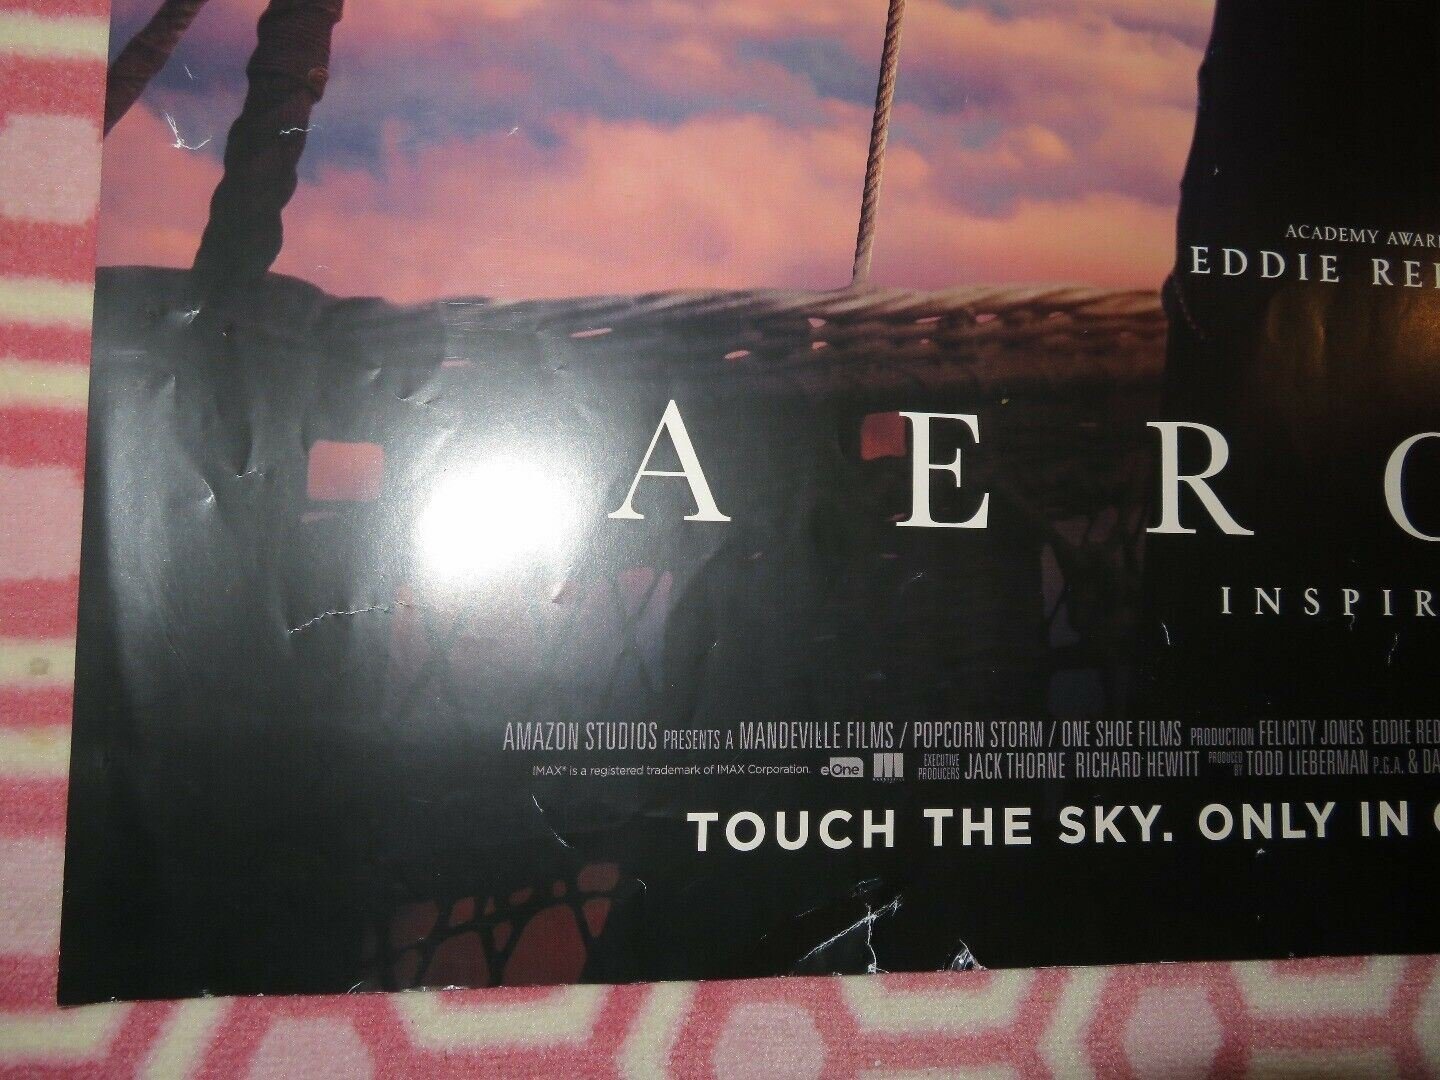 ACADEMY AWAR
EDDIE RE
AER
INSPIR
AMAZON STUDIOS PRESENTS A MANDEVILLE FILMS / POPCORN STORM / ONE SHOE FILMS PRODUCTION FELICITY JONES EDDIE RED
IMAX® is a registered trademark of IMAX Corporation. eOne EXECUTIVE PRODUCERS JACK THORNE RICHARD HEWITT PRODUCED BY TODD LIEBERMAN P.G.A. & DA
TOUCH THE SKY. ONLY IN